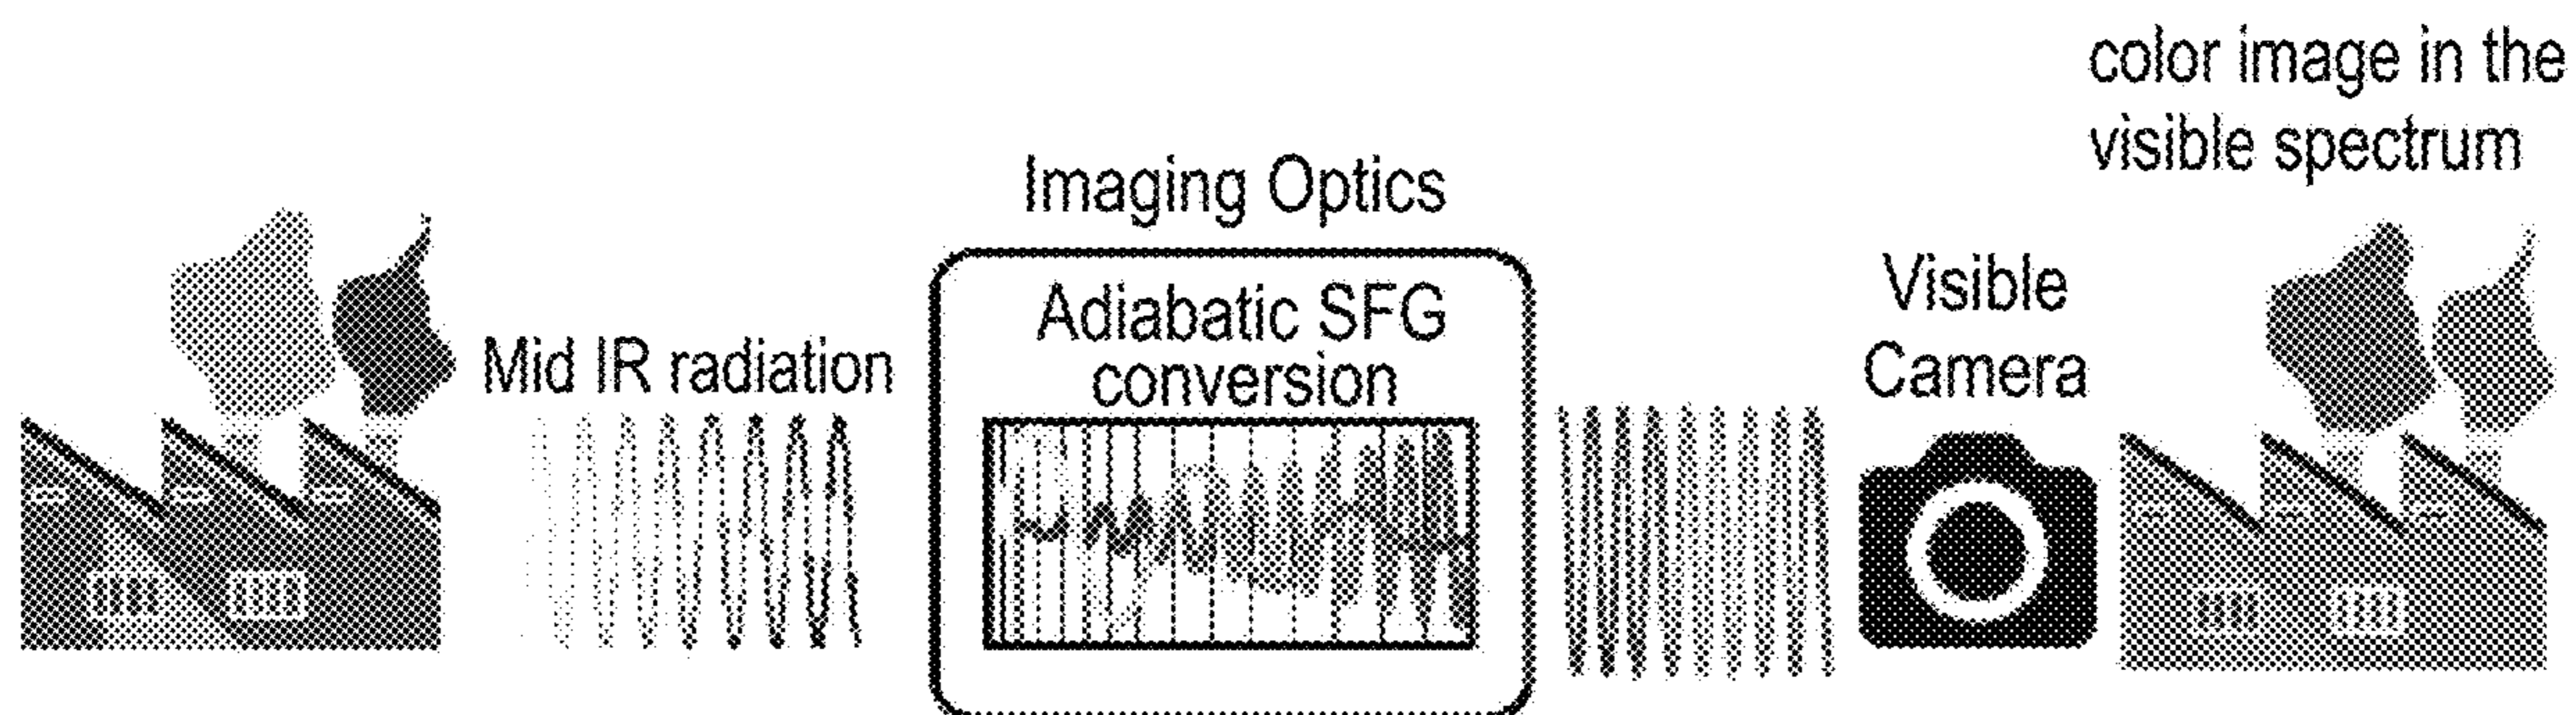 color image in the
visible spectrum
Imaging Optics
Adiabatic SFG
conversion
Mid IR radiation
Visible
Camera